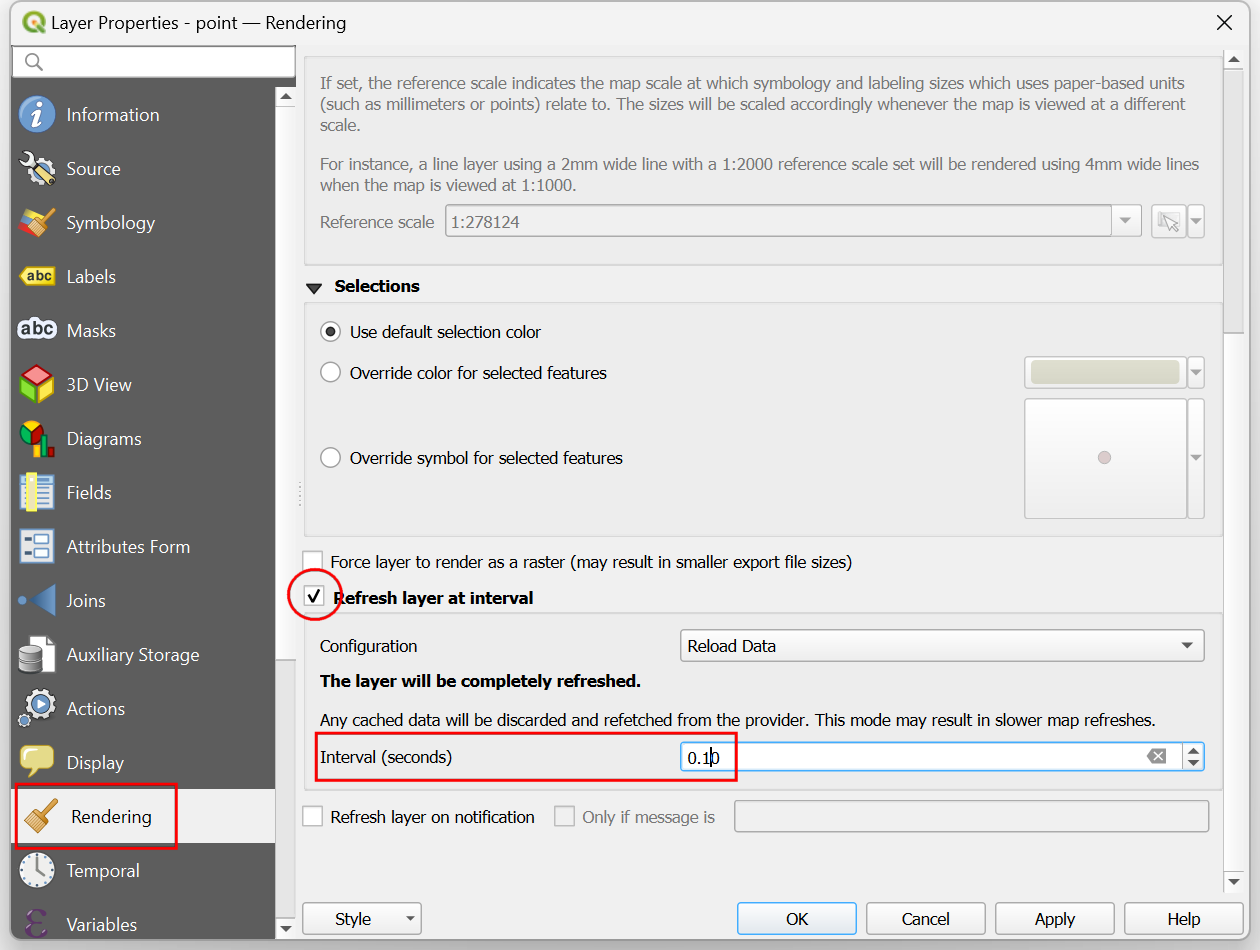 Layer Properties - point — Rendering
Information
Source
Symbology
Labels
abc
Masks
abc
3D View
Diagrams
Fields
Attributes Form
Joins
Auxiliary Storage
Actions
Display
Rendering
Temporal
Variables
If set, the reference scale indicates the map scale at which symbology and labeling sizes which uses paper-based units
(such as millimeters or points) relate to. The sizes will be scaled accordingly whenever the map is viewed at a different
scale.
For instance, a line layer using a 2mm wide line with a 1:2000 reference scale set will be rendered using 4mm wide lines
when the map is viewed at 1:1000.
Reference scale 1:278124
Selections
Use default selection color
Override color for selected features
Override symbol for selected features
Force layer to render as a raster (may result in smaller export file sizes)
Refresh layer at interval
Configuration Reload Data
The layer will be completely refreshed.
Any cached data will be discarded and refetched from the provider. This mode may result in slower map refreshes.
Interval (seconds) 0.10
Refresh layer on notification Only if message is
Style OK Cancel Apply Help